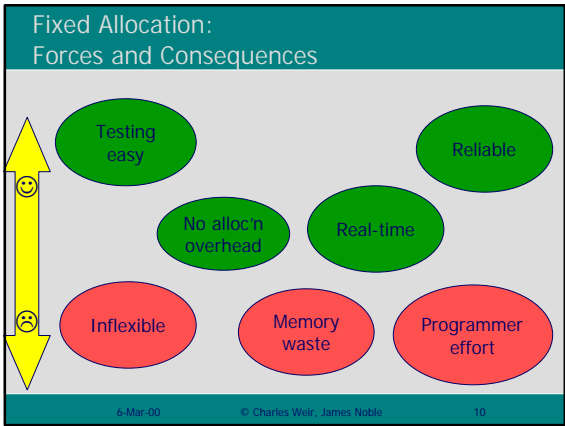 Fixed Allocation:
Forces and Consequences
Testing
easy
Reliable
No alloc'n
overhead
Real-time
Inflexible
Memory
waste
Programmer
effort
6-Mar-00
© Charles Weir, James Noble
10